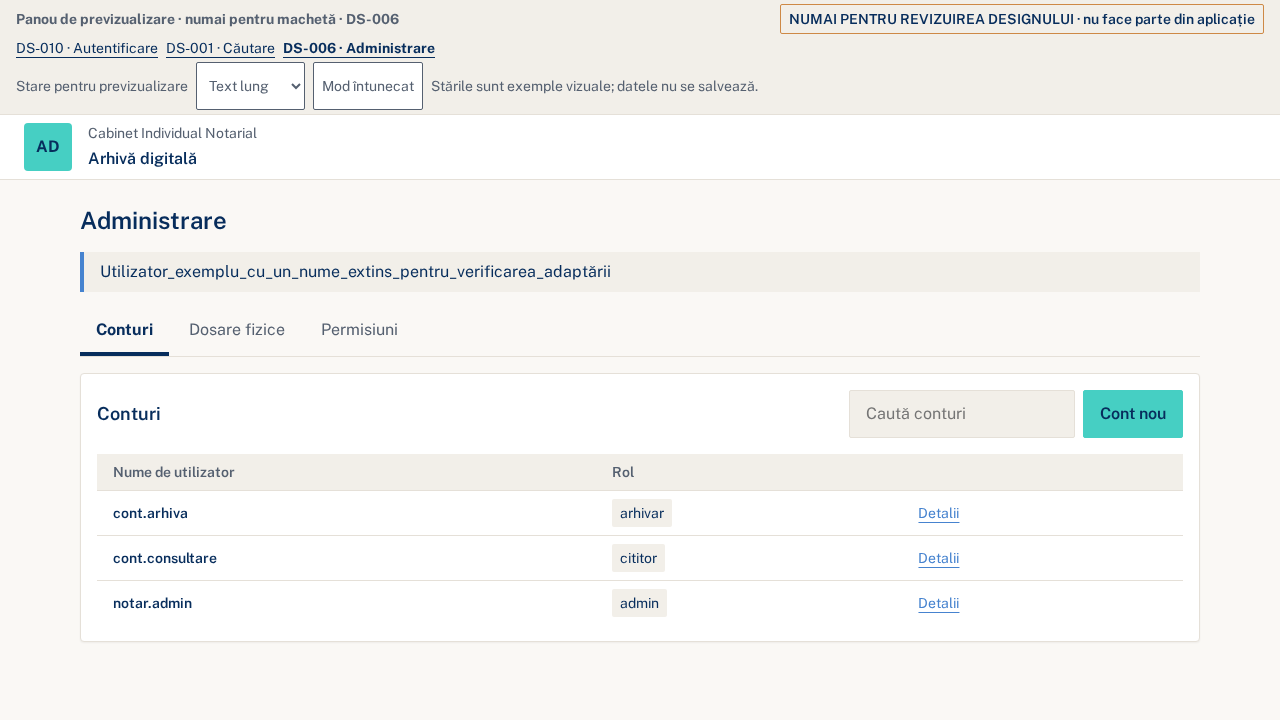 Panou de previzualizare · numai pentru machetă · DS-006
NUMAI PENTRU REVIZUIREA DESIGNULUI · nu face parte din aplicație
DS-010 · Autentificare DS-001 · Căutare DS-006 · Administrare
Stare pentru previzualizare Text lung Mod întunecat Stările sunt exemple vizuale; datele nu se salvează.
AD
Cabinet Individual Notarial
Arhivă digitală
Administrare
Utilizator_exemplu_cu_un_nume_extins_pentru_verificarea_adaptării
Conturi Dosare fizice Permisiuni
Conturi Caută conturi Cont nou
Nume de utilizator Rol
cont.arhiva arhivar Detalii
cont.consultare cititor Detalii
notar.admin admin Detalii